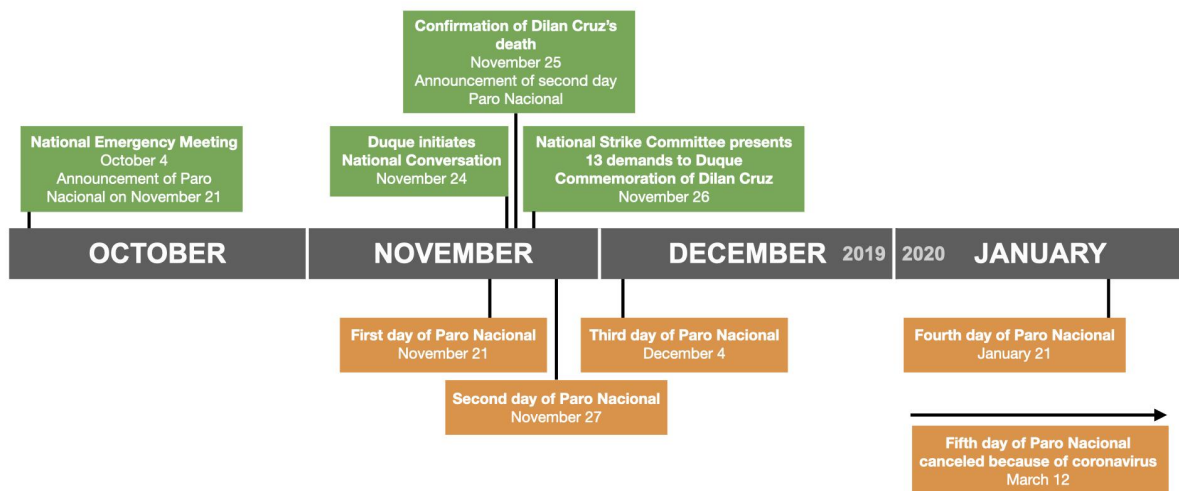 Confirmation of Dilan Cruz's
death
November 25
Announcement of second day
Paro Nacional
National Emergency Meeting
October 4
Announcement of Paro
Nacional on November 21
Duque initiates
National Conversation
November 24
National Strike Committee presents
13 demands to Duque
Commemoration of Dilan Cruz
November 26
OCTOBER
NOVEMBER
DECEMBER 2019
2020 JANUARY
First day of Paro Nacional
November 21
Third day of Paro Nacional
December 4
Fourth day of Paro Nacional
January 21
Second day of Paro Nacional
November 27
Fifth day of Paro Nacional
canceled because of coronavirus
March 12